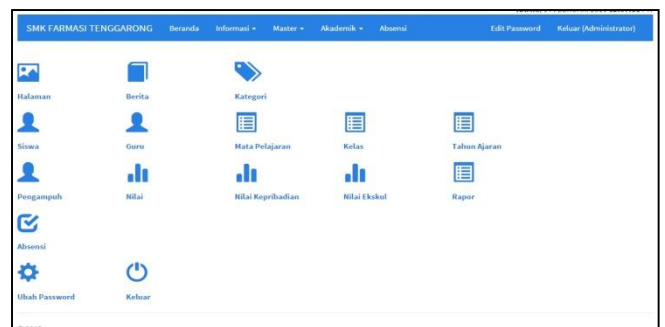 SMK FARMASI TENGGARONG Beranda Informasi Master Akademik Absensi Edit Password Keluar (Administrator)
Halaman Berita Kategori
Siswa Guru Mata Pelajaran Kelas Tahun Ajaran
Pengampuh Nilai Nilai Kepribadian Nilai Ekskul Rapor
Absensi
Ubah Password Keluar